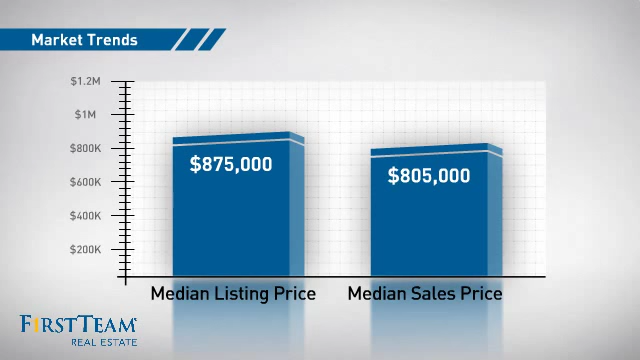 Market Trends
$1.2M
$1M
$800K
$600K
$400K
$200K
$875,000
$805,000
Median Listing Price
Median Sales Price
FIRSTTEAM®
REAL ESTATE